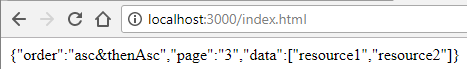 localhost:3000/index.html
{"order":"asc&thenAsc","page":"3","data":["resource1","resource2"]}